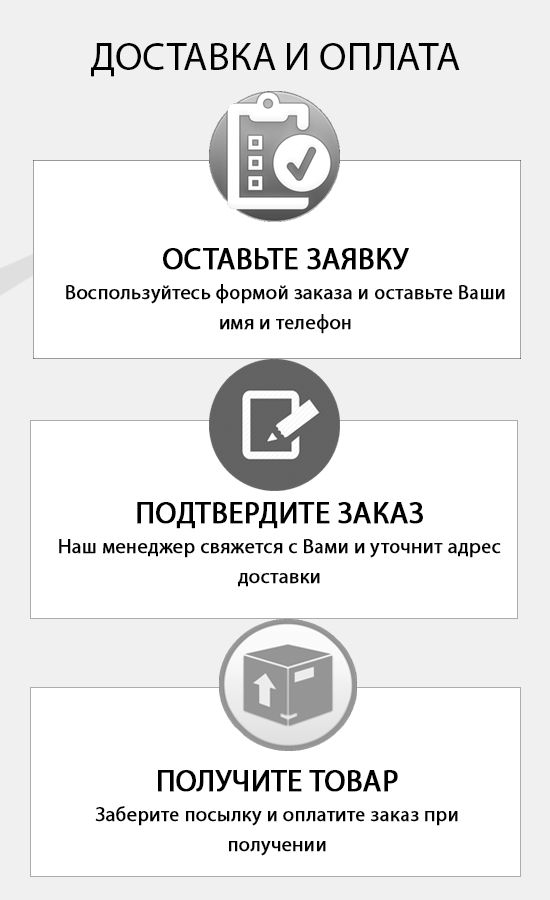 ДОСТАВКА И ОПЛАТА
ОСТАВЬТЕ ЗАЯВКУ
Воспользуйтесь формой заказа и оставьте Ваши
имя и телефон
ПОДТВЕРДИТЕ ЗАКАЗ
Наш менеджер свяжется с Вами и уточнит адрес
доставки
ПОЛУЧИТЕ ТОВАР
Заберите посылку и оплатите заказ при
получении